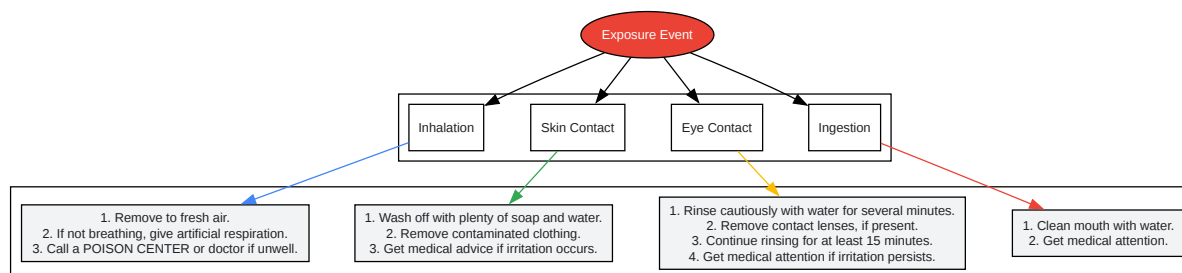 Exposure Event
Inhalation
Skin Contact
Eye Contact
Ingestion
1. Remove to fresh air.
2. If not breathing, give artificial respiration.
3. Call a POISON CENTER or doctor if unwell.
1. Wash off with plenty of soap and water.
2. Remove contaminated clothing.
3. Get medical advice if irritation occurs.
1. Rinse cautiously with water for several minutes.
2. Remove contact lenses, if present.
3. Continue rinsing for at least 15 minutes.
4. Get medical attention if irritation persists.
1. Clean mouth with water.
2. Get medical attention.